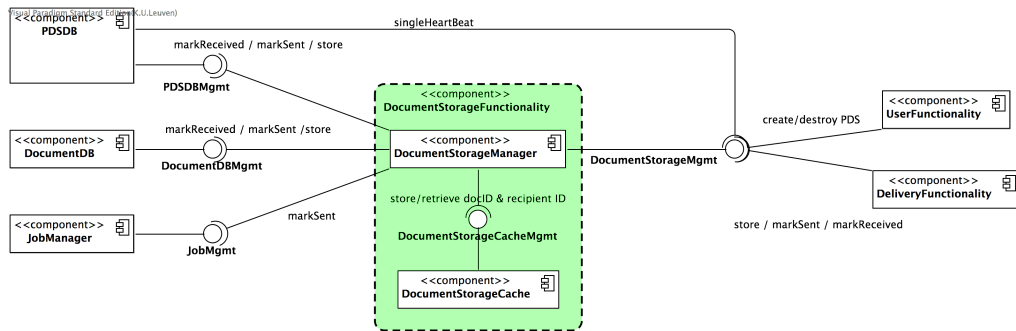 Visual Paradigm Standard Edition(K.U.Leuven)
<<component>>
PDSDB
singleHeartBeat
markReceived / markSent / store
PDSDBMgmt
<<component>>
DocumentStorageFunctionality
<<component>>
UserFunctionality
create/destroy PDS
<<component>>
DocumentDB
markReceived / markSent /store
DocumentDBMgmt
<<component>>
DocumentStorageManager
DocumentStorageMgmt
<<component>>
DeliveryFunctionality
store / markSent / markReceived
<<component>>
JobManager
markSent
JobMgmt
store/retrieve docID & recipient ID
DocumentStorageCacheMgmt
<<component>>
DocumentStorageCache